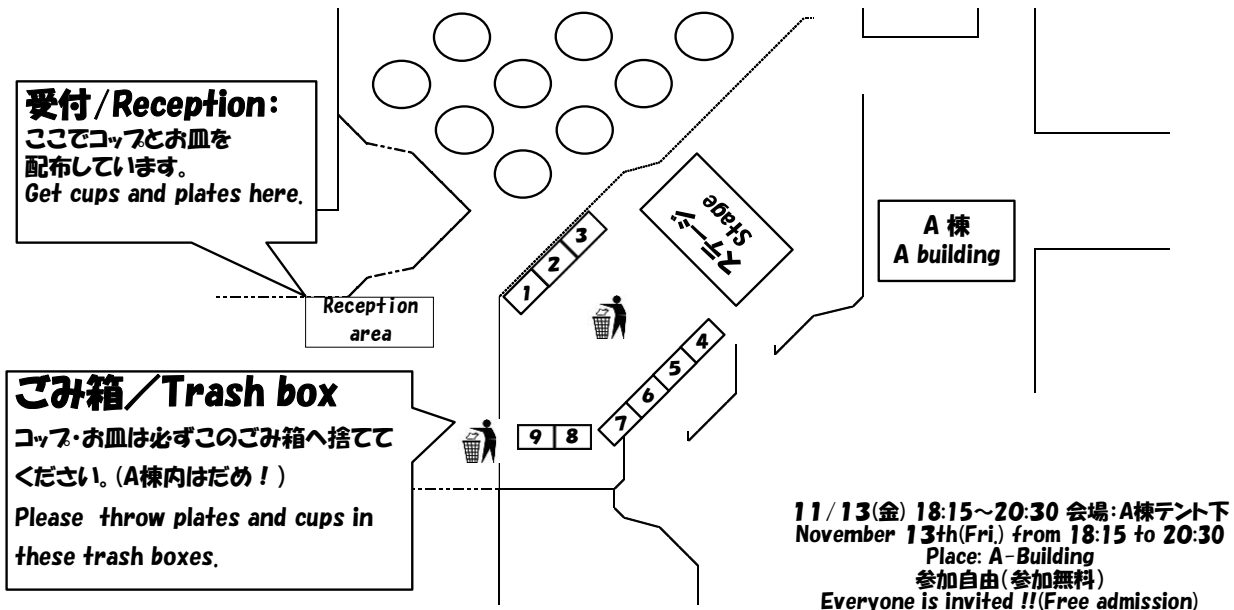 受付/Reception:
ここでコップとお皿を
配布しています。
Get cups and plates here.
Reception
area
ステージ
Stage
A 棟
A building
1
2
3
4
5
6
7
9 8
ごみ箱/Trash box
コップ・お皿は必ずこのごみ箱へ捨てて
ください。(A棟内はだめ！)
Please throw plates and cups in
these trash boxes.
11/13(金) 18:15～20:30 会場:A棟テント下
November 13th(Fri.) from 18:15 to 20:30
Place: A-Building
参加自由(参加無料)
Everyone is invited !!(Free admission)